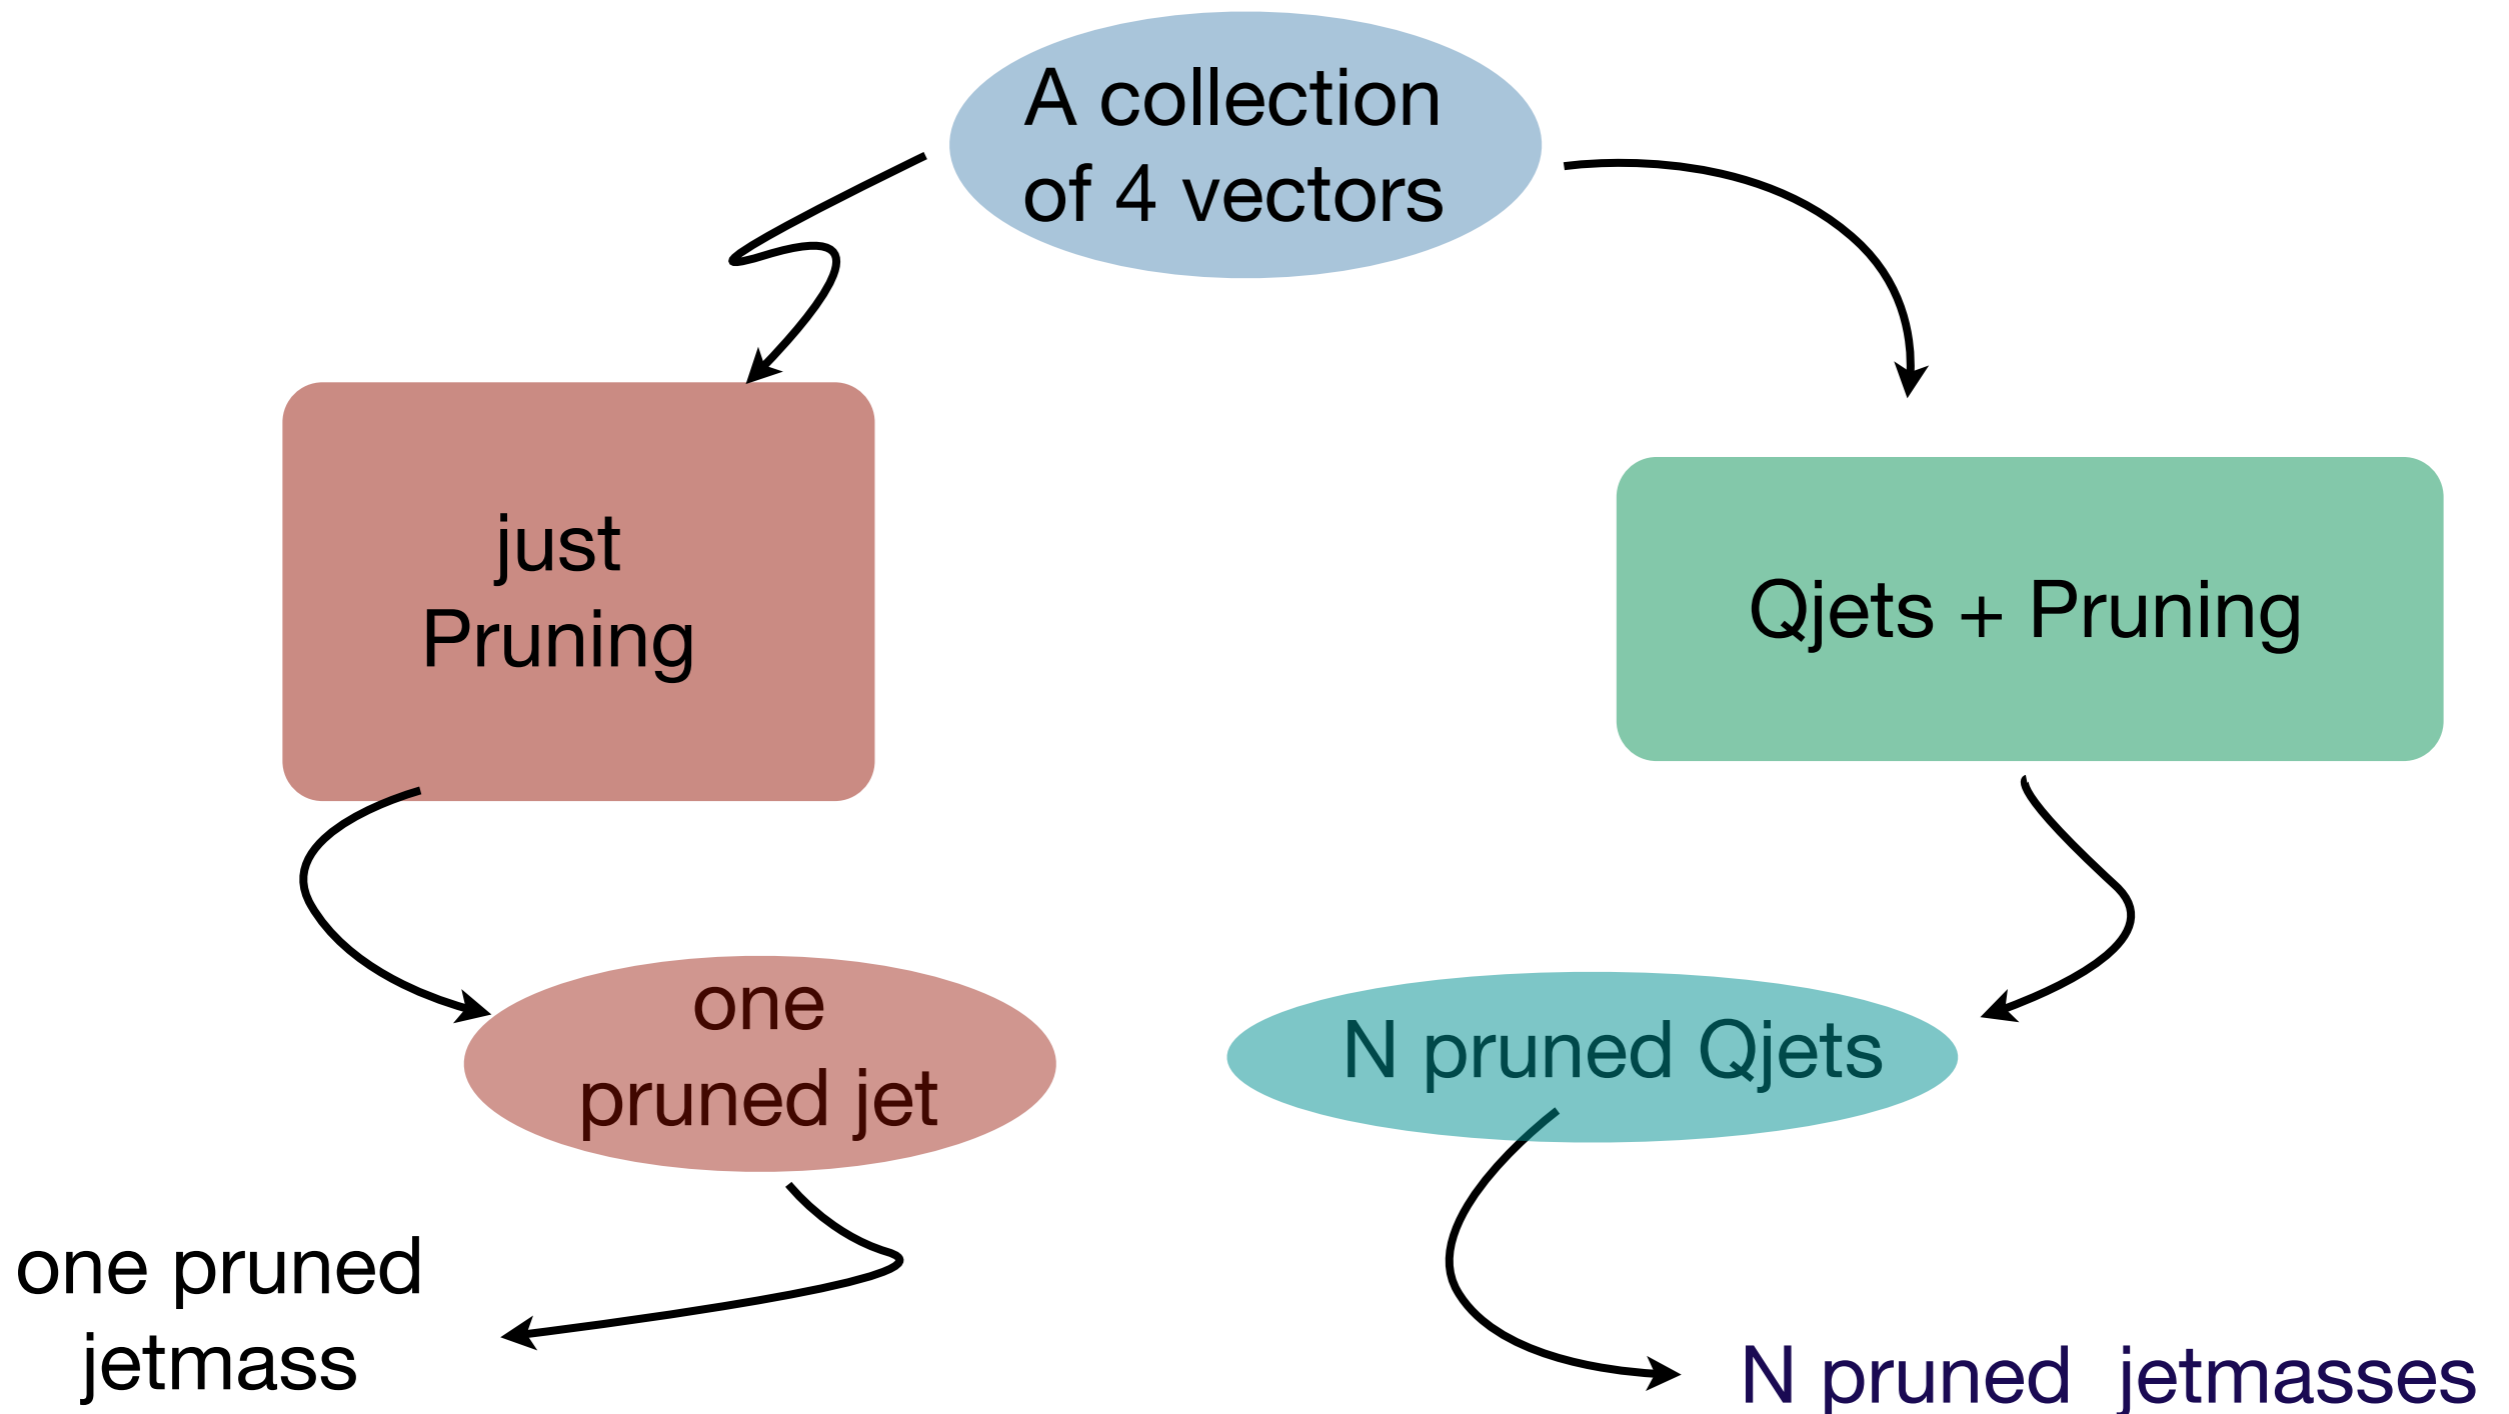 A collection
of 4 vectors
just
Pruning
Qjets + Pruning
one
pruned jet
N pruned Qjets
one pruned
jetmass
N pruned jetmasses